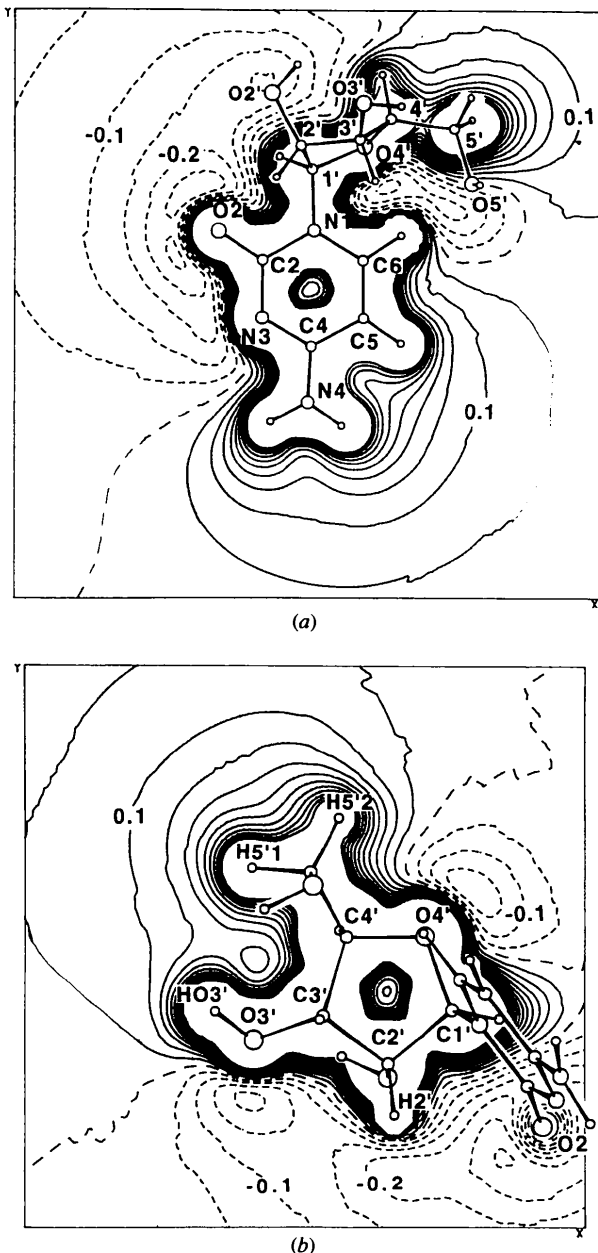 Y
O2'
O3'
4'
0.1
-0.1
2'
3'
5'
-0.2
O4'
1'
O5'
O2
N1
C2
C6
N3
C4
C5
N4
0.1
X
(a)
Y
H5'2
0.1
H5'1
-0.1
C4'
O4'
HO3'
C3'
O3'
C1'
C2'
H2'
O2
-0.1
-0.2
X
(b)